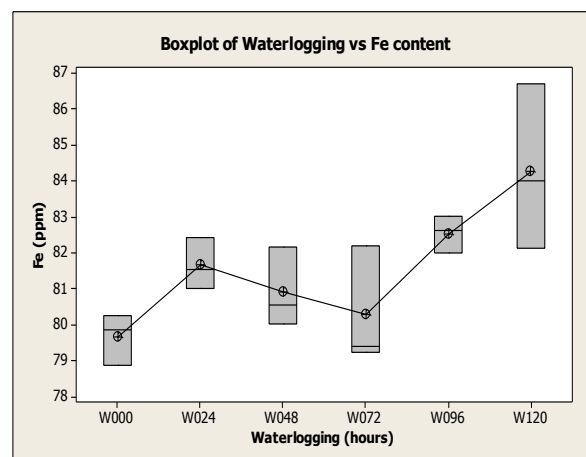 Boxplot of Waterlogging vs Fe content
87
86
85
84
83
82
81
80
79
78
Fe (ppm)
W000 W024 W048 W072 W096 W120
Waterlogging (hours)